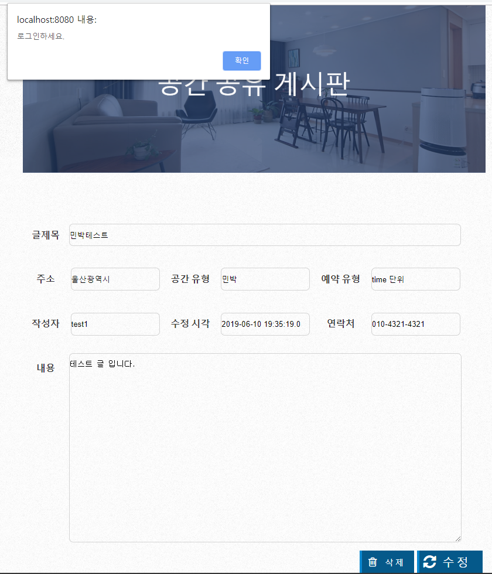 localhost:8080 내용:
로그인하세요.
확인
공간 공유 게시판
글제목 민박테스트
주소 울산광역시 공간 유형 민박 예약 유형 time 단위
작성자 test1 수정 시각 2019-06-10 19:35:19.0 연락처 010-4321-4321
내용 테스트 글 입니다.
삭제 수정